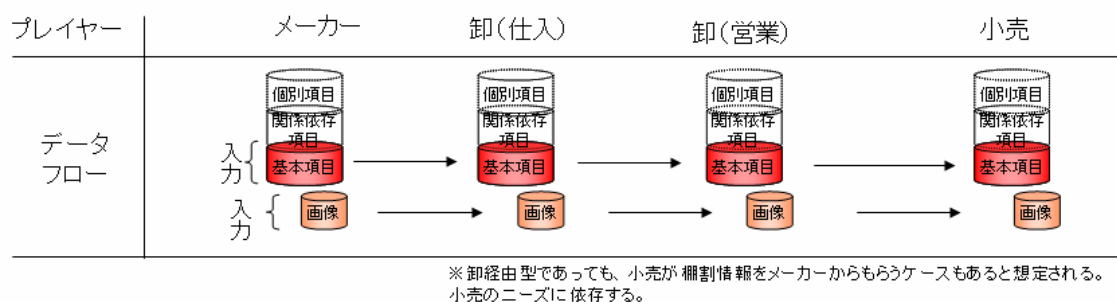 プレイヤー
メーカー
卸(仕入)
卸(営業)
小売
データ
フロー
入力
個別項目
関係依存
項目
基本項目
個別項目
関係依存
項目
基本項目
個別項目
関係依存
項目
基本項目
個別項目
関係依存
項目
基本項目
入力
画像
画像
画像
画像
※卸経由型であっても、小売が棚割情報をメーカーからもらうケースもあると想定される。
小売のニーズに依存する。